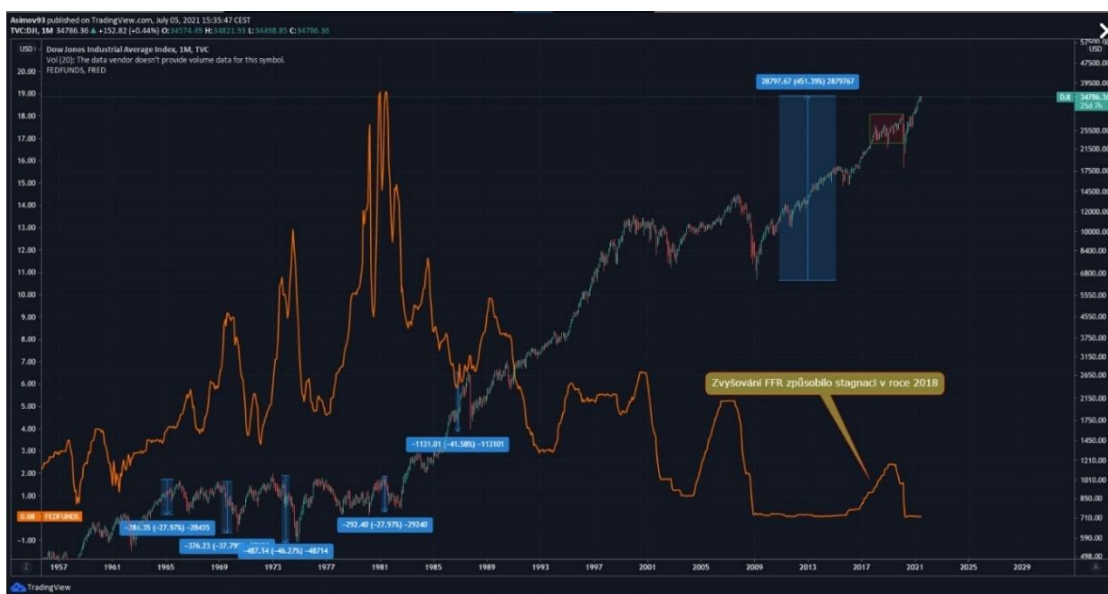 Asimov93 published on TradingView.com, July 05, 2021 15:35:47 CEST
TVC:DJI, 1M 34786.36 ▲ +152.82 (+0.44%) O:34574.49 H:34821.93 L:34498.85 C:34786.36
USD
Dow Jones Industrial Average Index, 1M, TVC
Vol (20): The data vendor doesn't provide volume data for this symbol.
FEDFUNDS, FRED
57500.00
USD
47500.00
39500.00
DJI 34786.36
25d 7h
25500.00
21500.00
17500.00
14500.00
12000.00
10000.00
8300.00
6800.00
5550.00
4550.00
3700.00
3200.00
2650.00
2150.00
1750.00
1450.00
1210.00
1010.00
840.00
710.00
590.00
498.00
20.00
19.00
18.00
17.00
16.00
15.00
14.00
13.00
12.00
11.00
10.00
9.00
8.00
7.00
6.00
5.00
4.00
3.00
2.00
1.00
0.08 FEDFUNDS
−1.00
28797.67 (451.39%) 2879767
Zvyšování FFR způsobilo stagnaci v roce 2018
−1131.01 (−41.58%) −113101
−284.35 (−27.97%) −28435
−376.23 (−37.79%)
−487.14 (−46.27%) −48714
−292.40 (−27.97%) −29240
Z 1957 1961 1965 1969 1973 1977 1981 1985 1989 1993 1997 2001 2005 2009 2013 2017 2021 2025 2029 A
TradingView